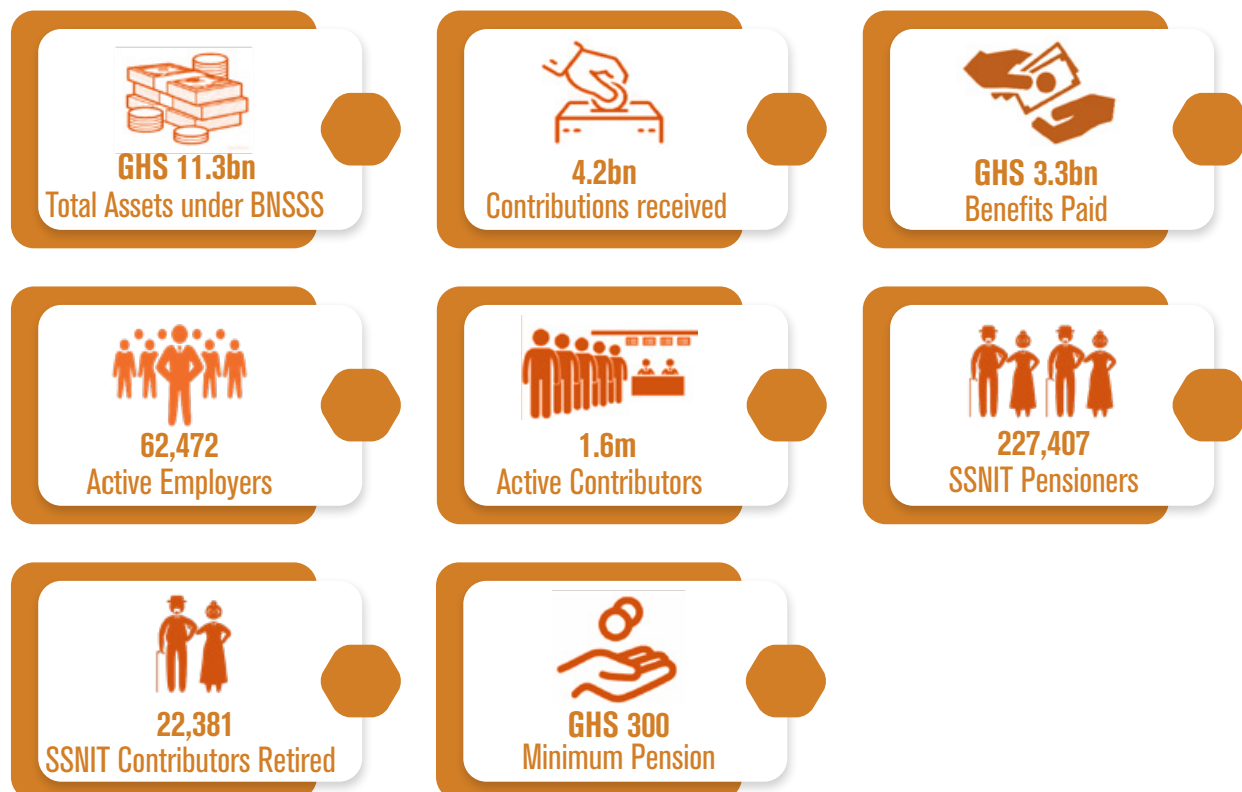 GHS 11.3bn
Total Assets under BNSSS
4.2bn
Contributions received
GHS 3.3bn
Benefits Paid
62,472
Active Employers
1.6m
Active Contributors
227,407
SSNIT Pensioners
22,381
SSNIT Contributors Retired
GHS 300
Minimum Pension